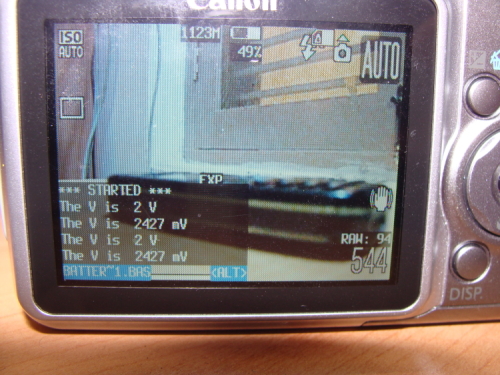 Canon
ISO
AUTO
1123M
49%
AUTO
EXP
*** STARTED ***
The V is 2 V
The V is 2427 mV
The V is 2 V
The V is 2427 mV
RAW: 94
544
BATTER~1.BAS
<ALT>
DISP.